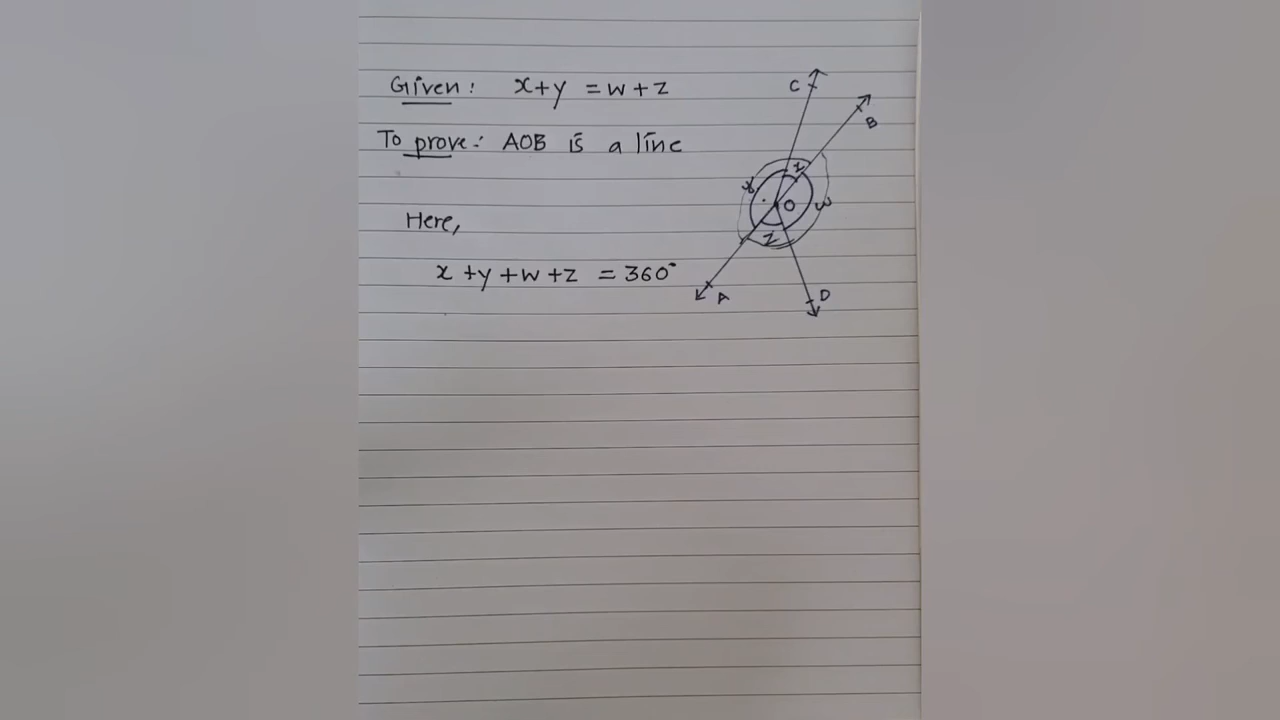 Given: x+y = w+z
To prove:- AOB is a line
Here,
x+y+w+z = 360°
C
B
y
O
w
z
A
D